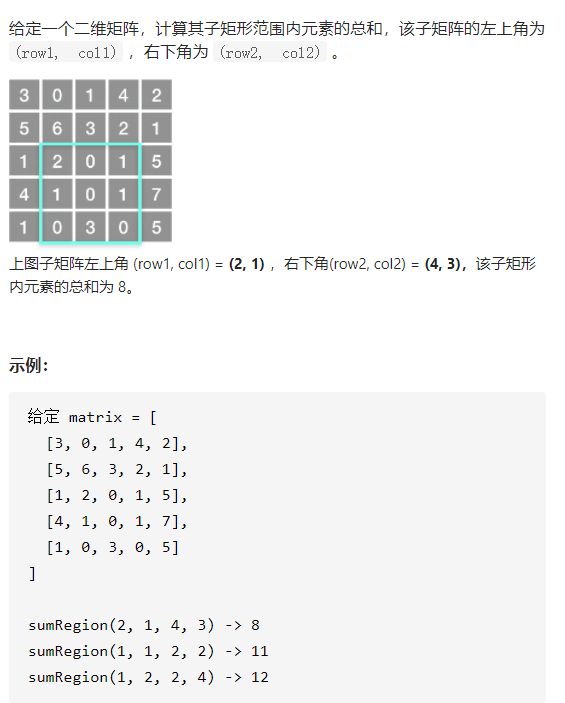 给定一个二维矩阵，计算其子矩形范围内元素的总和，该子矩阵的左上角为
(row1, col1) ，右下角为 (row2, col2) 。
3 0 1 4 2
5 6 3 2 1
1 2 0 1 5
4 1 0 1 7
1 0 3 0 5
上图子矩阵左上角 (row1, col1) = (2, 1) ，右下角(row2, col2) = (4, 3)，该子矩形
内元素的总和为 8。
示例：
给定 matrix = [
[3, 0, 1, 4, 2],
[5, 6, 3, 2, 1],
[1, 2, 0, 1, 5],
[4, 1, 0, 1, 7],
[1, 0, 3, 0, 5]
]
sumRegion(2, 1, 4, 3) -> 8
sumRegion(1, 1, 2, 2) -> 11
sumRegion(1, 2, 2, 4) -> 12